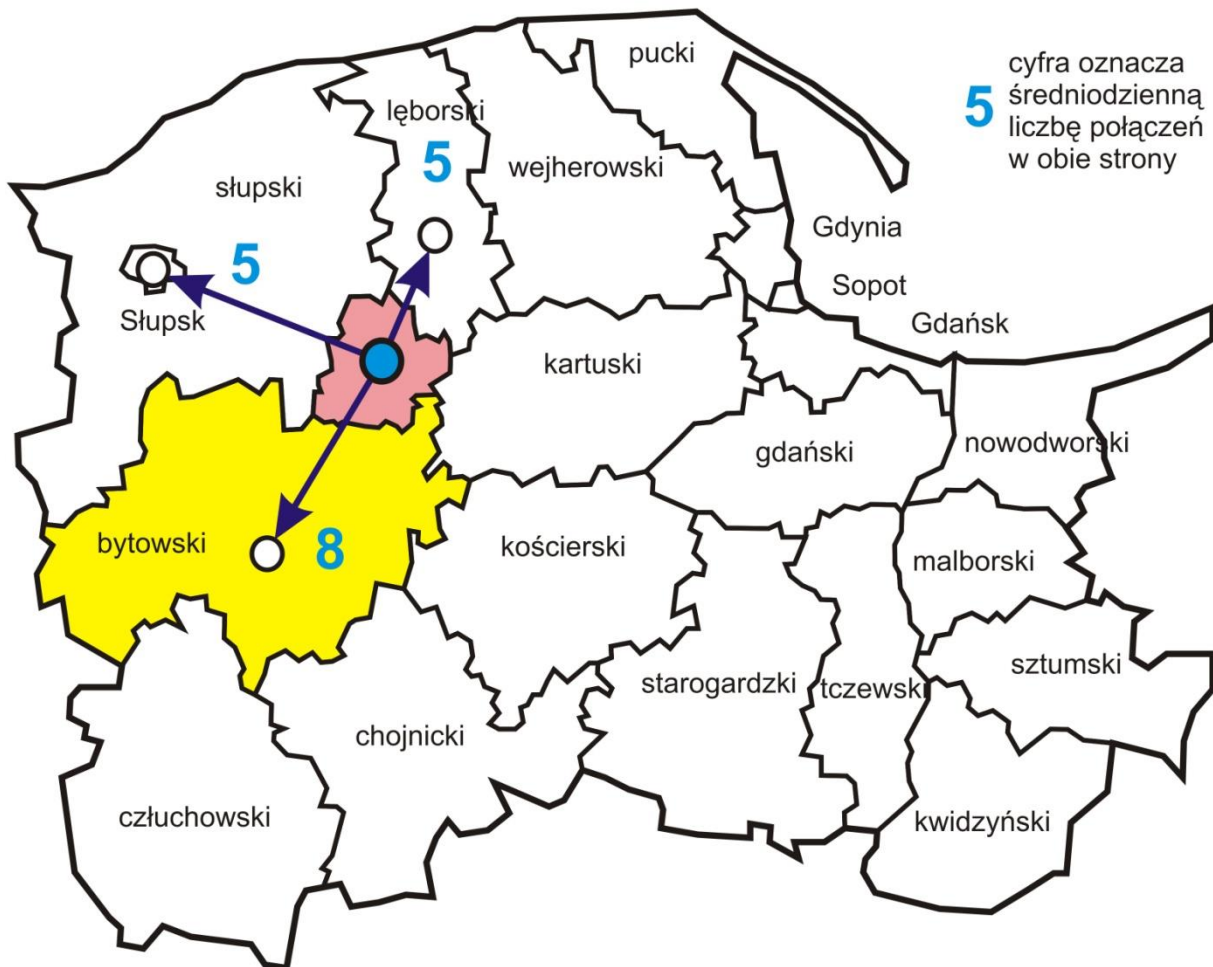 pucki
lęborski
5
wejherowski
5
cyfra oznacza
średniodzienną
liczbę połączeń
w obie strony
słupski
5
Słupsk
Gdynia
Sopot
Gdańsk
kartuski
gdański
nowodworski
bytowski
8
kościerski
malborski
starogardzki
tczewski
sztumski
chojnicki
człuchowski
kwidzyński